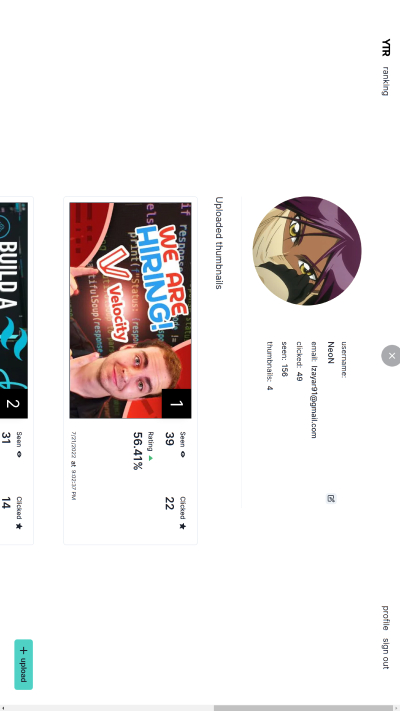 YTR
ranking
profile
sign out
username:
NeoN
email: lzayar91@gmail.com
clicked: 49
seen: 156
thumbnails: 4
Uploaded thumbnails
WE ARE
HIRING!
Velocity
1
Seen
39
Clicked
22
Rating
56.41%
7/21/2022 at 9:02:37 PM
BUILD A
2
Seen
31
Clicked
14
+ upload